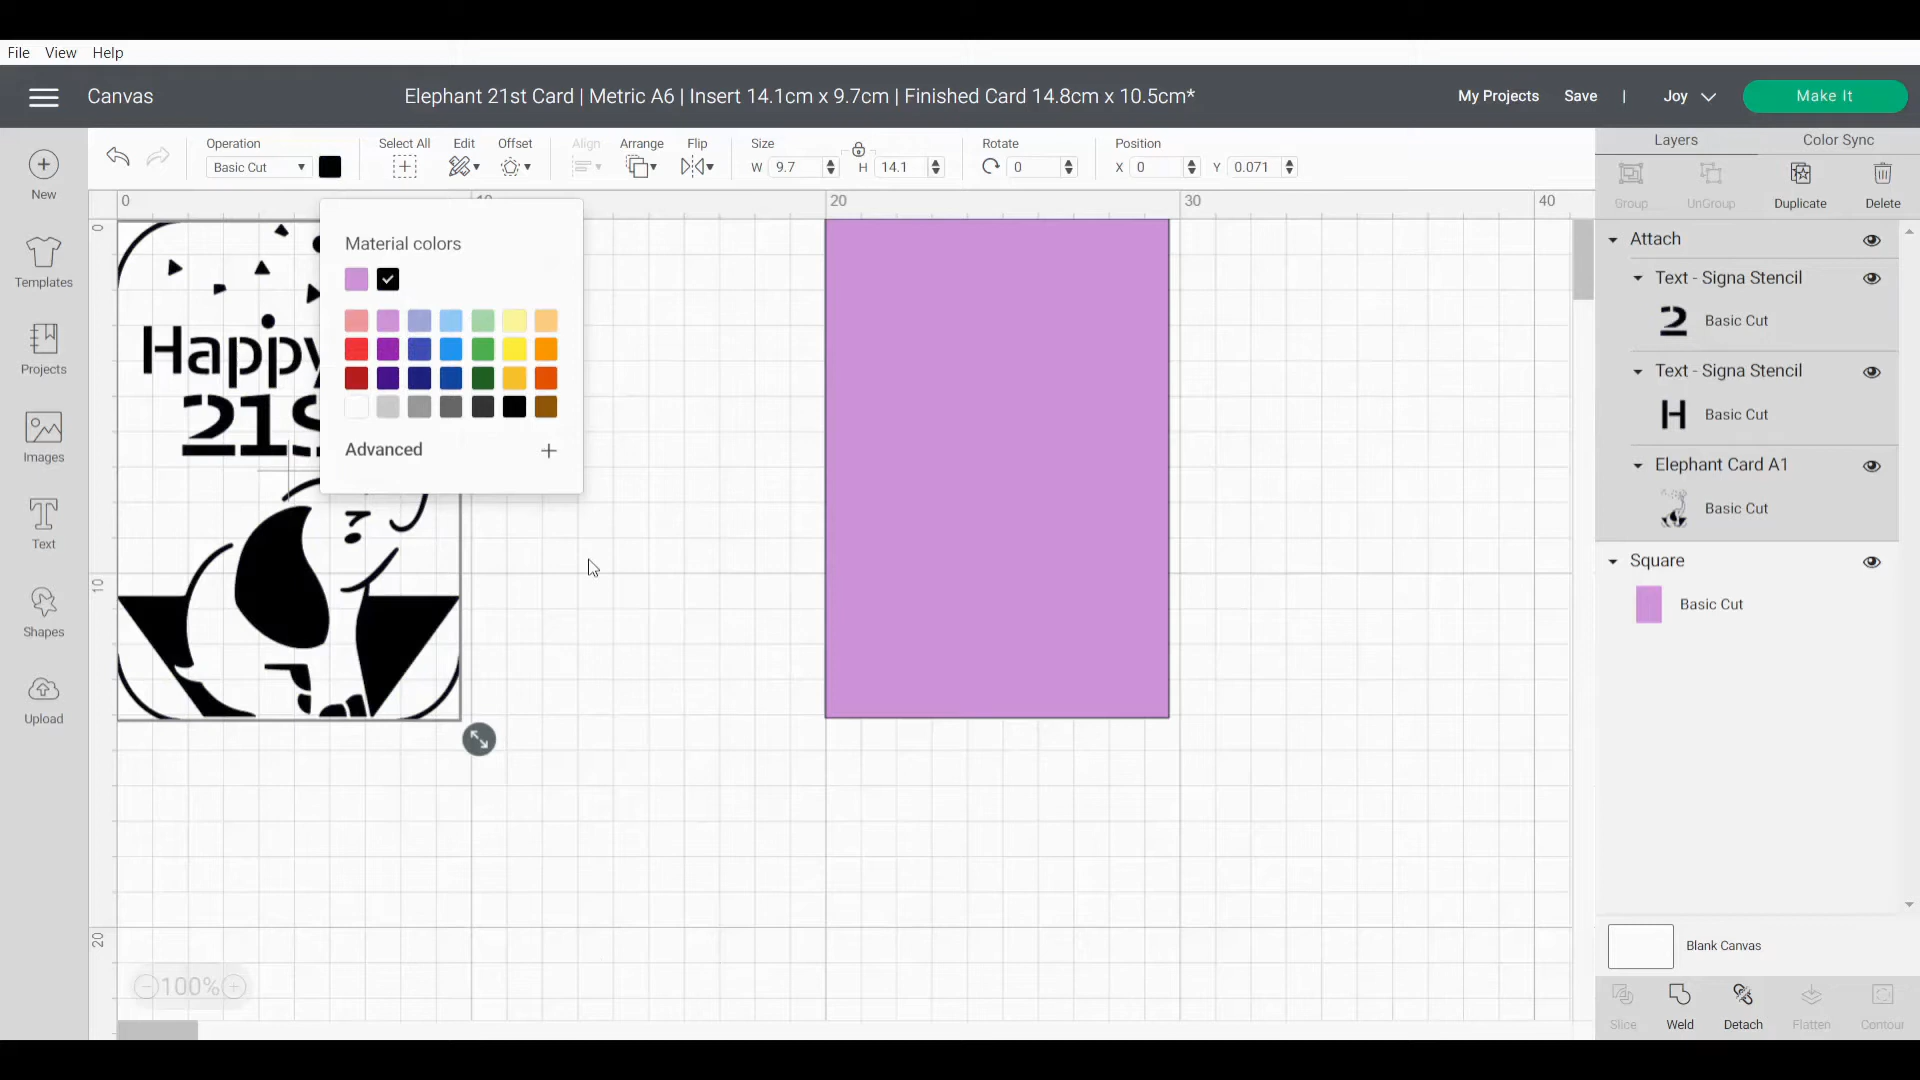 File View Help
Canvas
Elephant 21st Card | Metric A6 | Insert 14.1cm x 9.7cm | Finished Card 14.8cm x 10.5cm*
My Projects Save | Joy Make It
Operation Select All Edit Offset Align Arrange Flip Size Rotate Position
Basic Cut W 9.7 H 14.1 0 X 0 Y 0.071
Layers Color Sync
Group UnGroup Duplicate Delete
New
Templates
Projects
Images
Text
Shapes
Upload
0 10 20 30 40
0
10
20
Happy
21S
Material colors
Advanced
100%
Attach
Text - Signa Stencil
2 Basic Cut
Text - Signa Stencil
H Basic Cut
Elephant Card A1
Basic Cut
Square
Basic Cut
Blank Canvas
Slice Weld Detach Flatten Contour